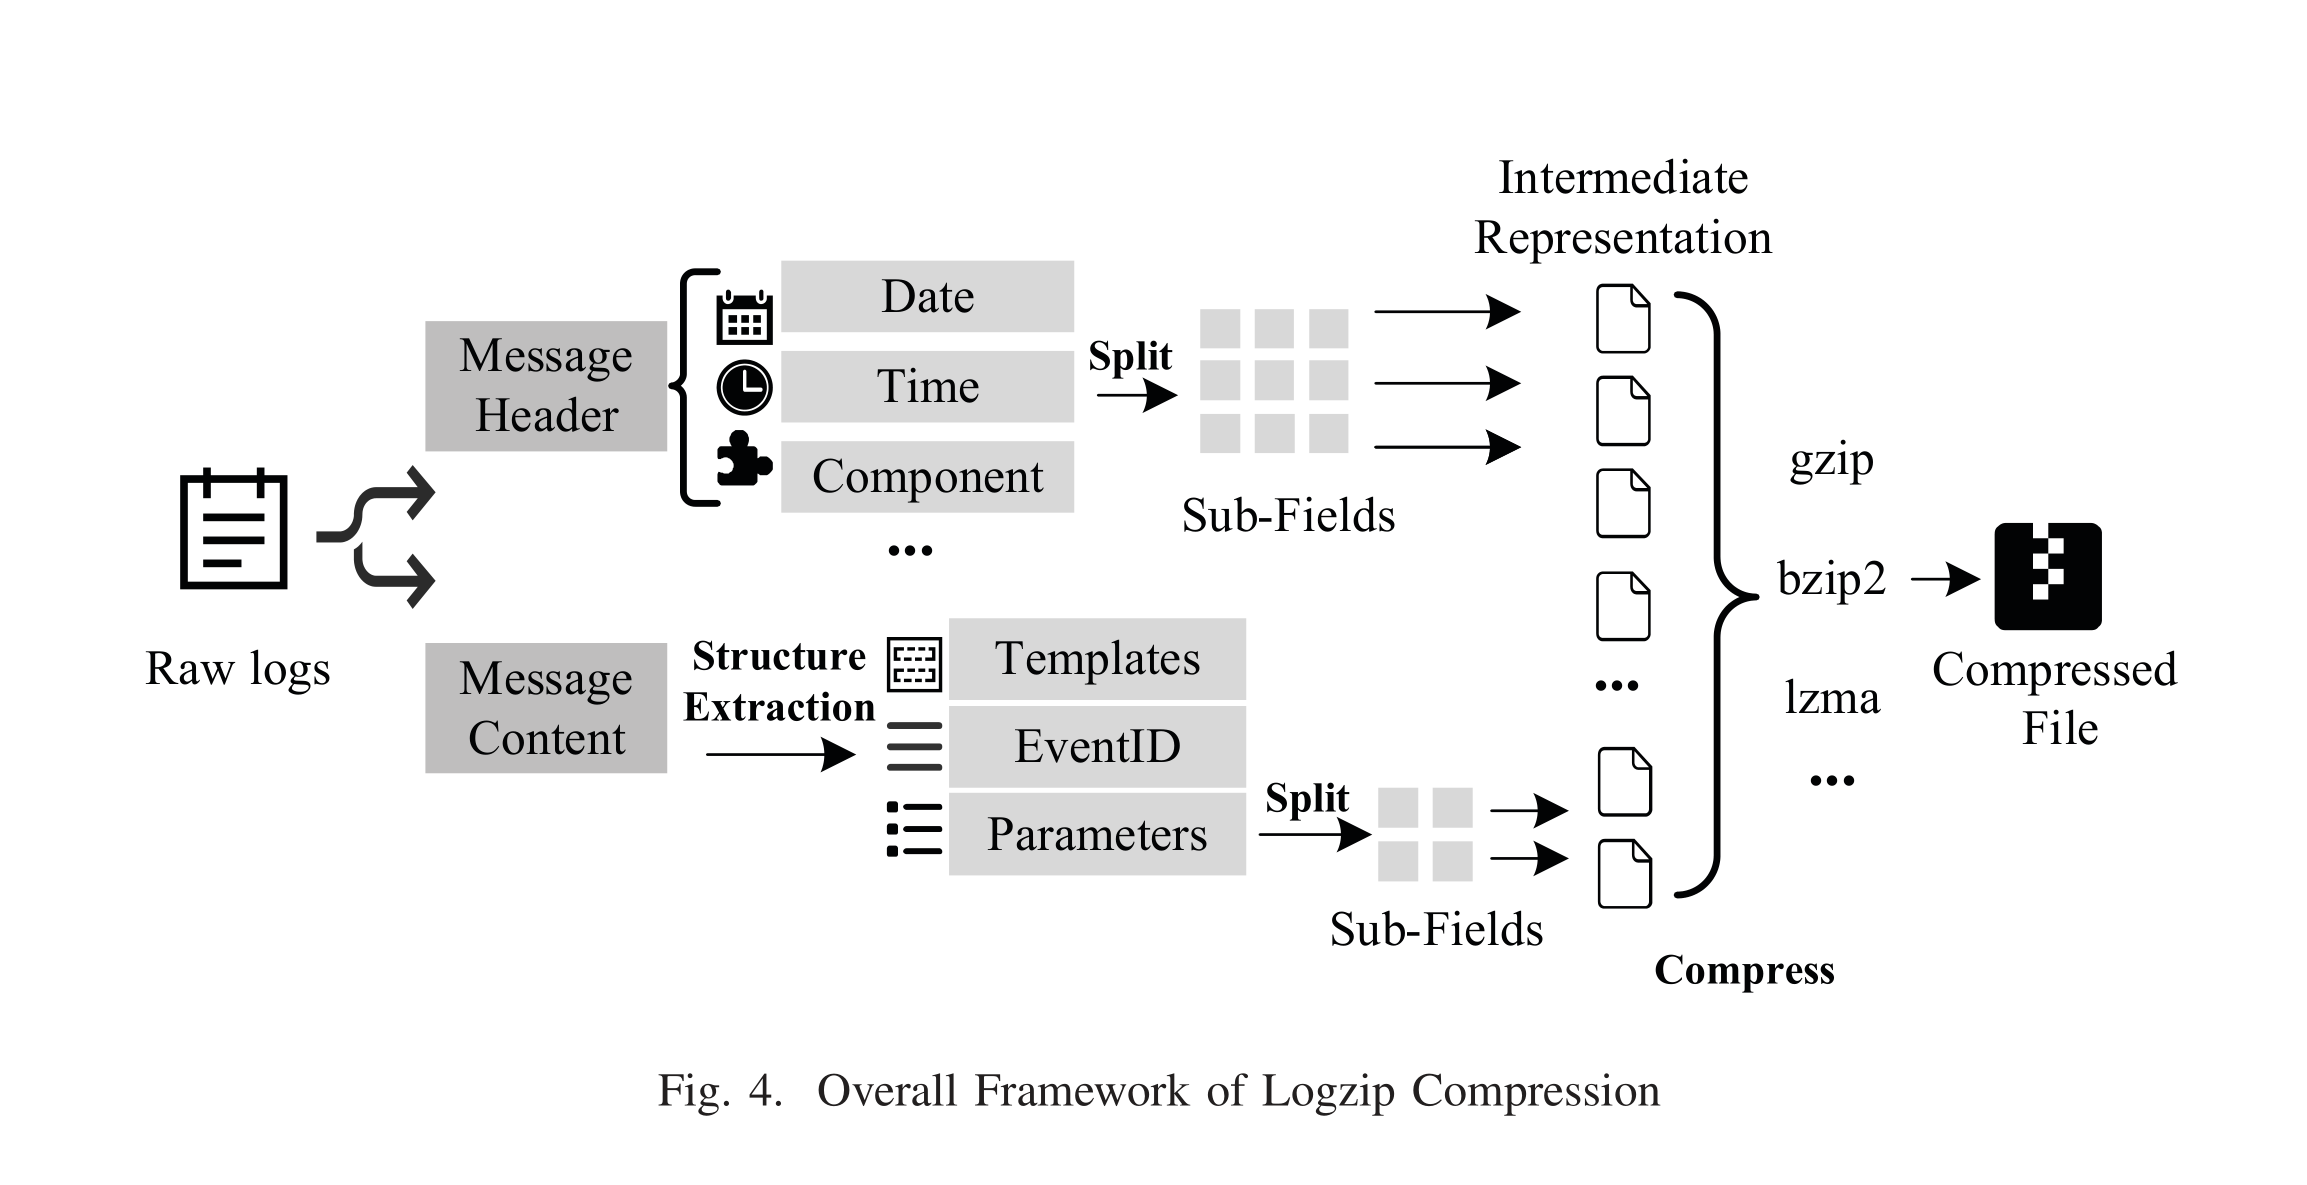 Intermediate
Representation
Date
Message
Header
Time
Split
Component
Sub-Fields
...
gzip
bzip2
lzma
...
Raw logs
Message
Content
Structure
Extraction
Templates
EventID
Parameters
Split
Sub-Fields
...
Compressed
File
Compress
Fig. 4. Overall Framework of Logzip Compression